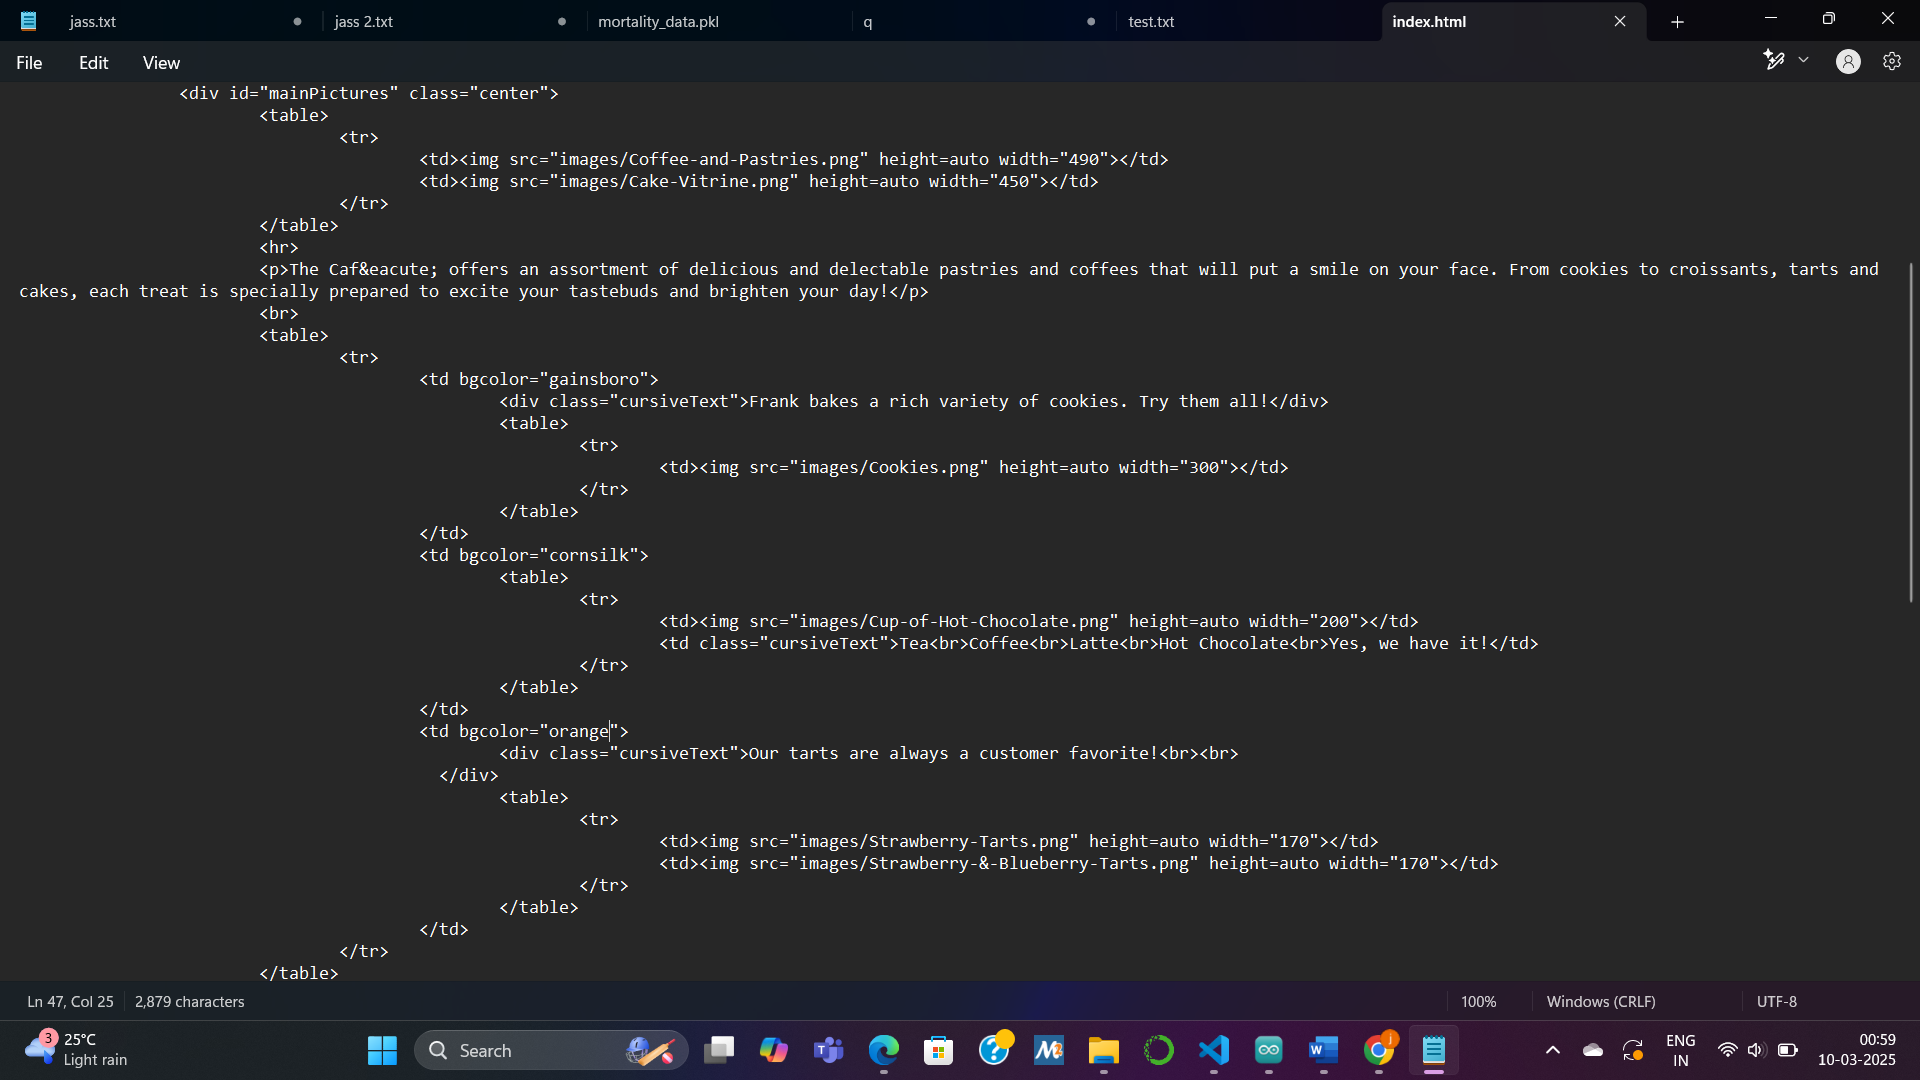 jass.txt jass 2.txt mortality_data.pkl q test.txt index.html
File Edit View
<div id="mainPictures" class="center">
<table>
<tr>
<td><img src="images/Coffee-and-Pastries.png" height=auto width="490"></td>
<td><img src="images/Cake-Vitrine.png" height=auto width="450"></td>
</tr>
</table>
<hr>
<p>The Caf&eacute; offers an assortment of delicious and delectable pastries and coffees that will put a smile on your face. From cookies to croissants, tarts and
cakes, each treat is specially prepared to excite your tastebuds and brighten your day!</p>
<br>
<table>
<tr>
<td bgcolor="gainsboro">
<div class="cursiveText">Frank bakes a rich variety of cookies. Try them all!</div>
<table>
<tr>
<td><img src="images/Cookies.png" height=auto width="300"></td>
</tr>
</table>
</td>
<td bgcolor="cornsilk">
<table>
<tr>
<td><img src="images/Cup-of-Hot-Chocolate.png" height=auto width="200"></td>
<td class="cursiveText">Tea<br>Coffee<br>Latte<br>Hot Chocolate<br>Yes, we have it!</td>
</tr>
</table>
</td>
<td bgcolor="orange">
<div class="cursiveText">Our tarts are always a customer favorite!<br><br>
</div>
<table>
<tr>
<td><img src="images/Strawberry-Tarts.png" height=auto width="170"></td>
<td><img src="images/Strawberry-&-Blueberry-Tarts.png" height=auto width="170"></td>
</tr>
</table>
</td>
</tr>
</table>
Ln 47, Col 25 2,879 characters 100% Windows (CRLF) UTF-8
3 25°C Search ENG 00:59
Light rain IN 10-03-2025